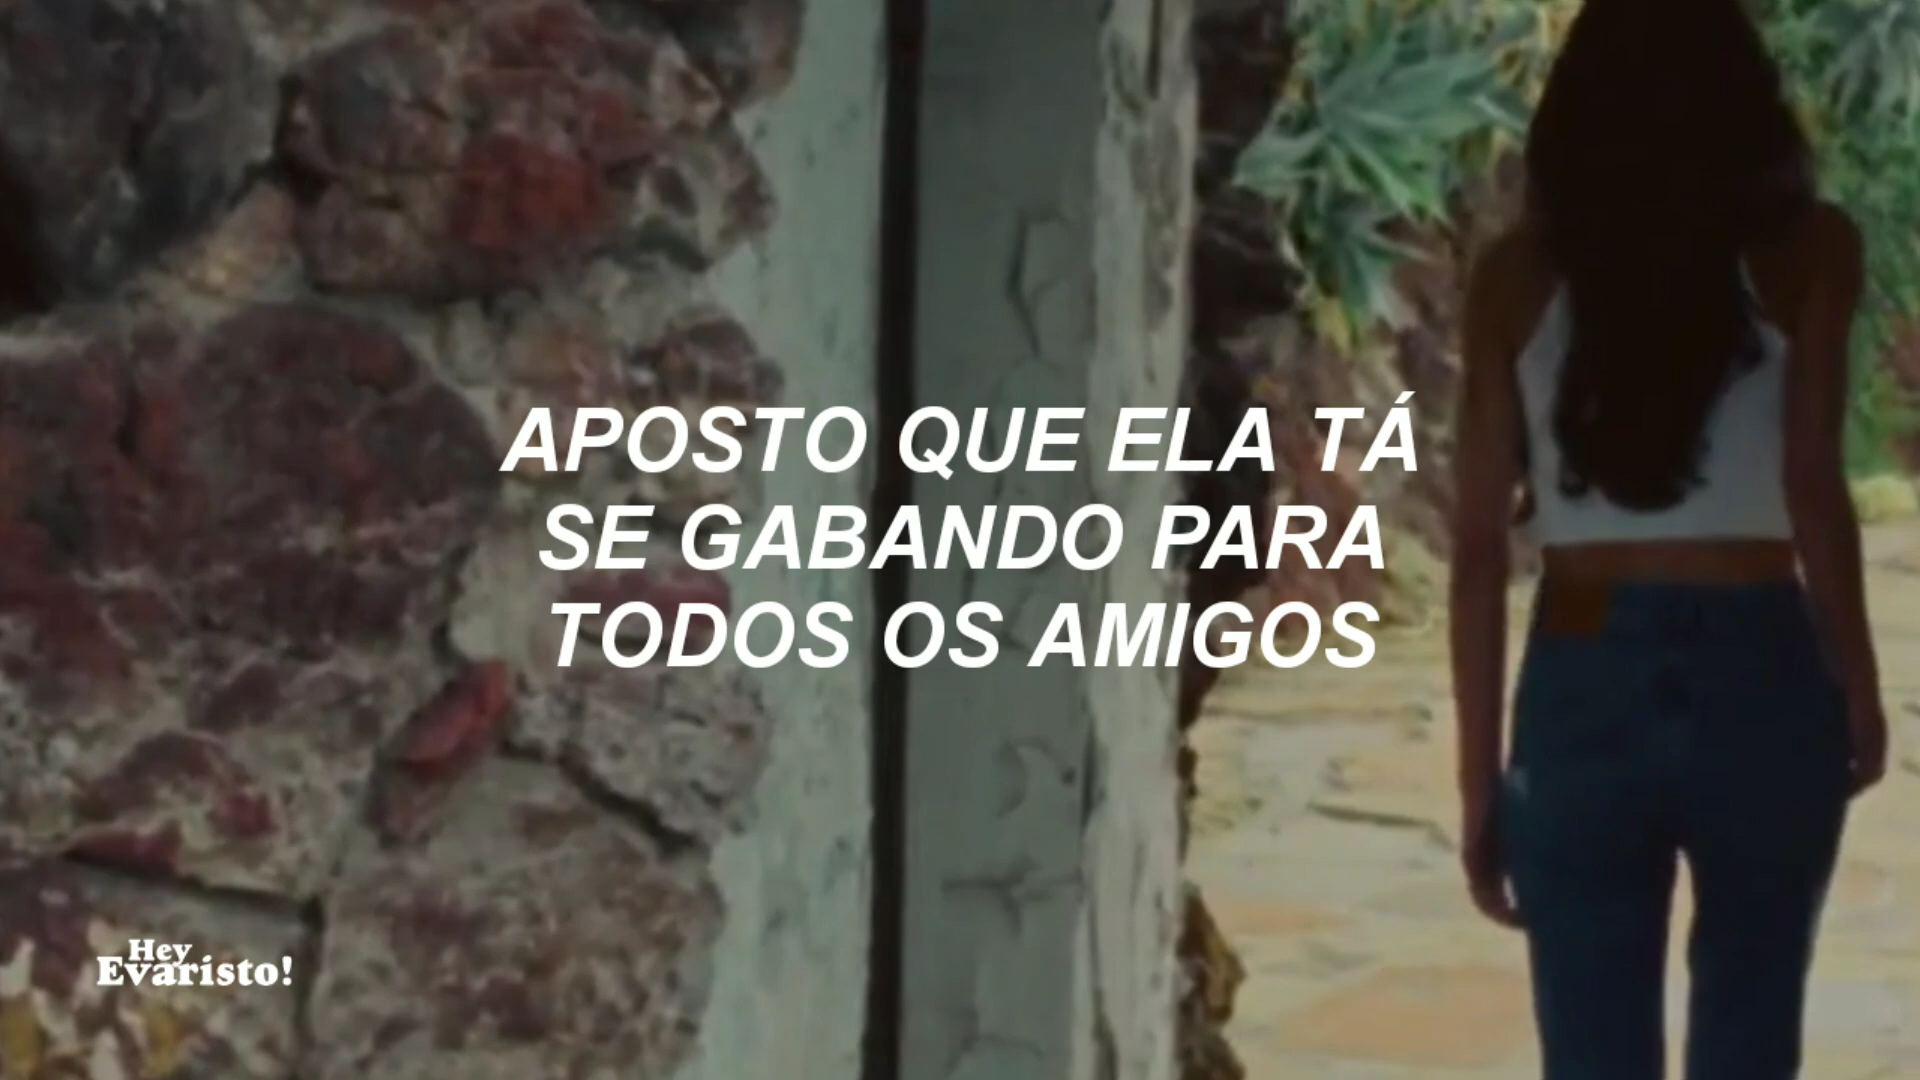 APOSTO QUE ELA TÁ
SE GABANDO PARA
TODOS OS AMIGOS
Hey
Evaristo!